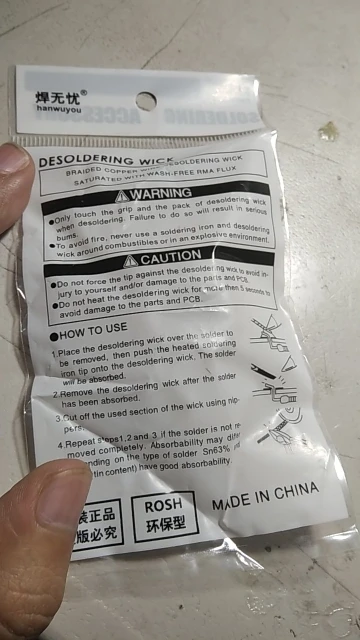 焊无忧®
hanwuyou
DESOLDERING WICK
BRAIDED COPPER DESOLDERING WICK
SATURATED WITH WASH-FREE RMA FLUX
WARNING
●Only touch the grip and the pack of desoldering wick
when desoldering. Failure to do so will result in serious
bums.
●To avoid fire, never use a soldering iron and desoldering
wick around combustibles or in an explosive environment.
CAUTION
●Do not force the tip against the desoldering wick to avoid in-
jury to yourself and/or damage to the parts and PCB.
●Do not heat the desoldering wick for more then 5 seconds to
avoid damage to the parts and PCB.
●HOW TO USE
1.Place the desoldering wick over the solder to
be removed, then push the heated soldering
iron tip onto the desoldering wick. The solder
will be absorbed.
2.Remove the desoldering wick after the solder
has been absorbed.
3.Cut off the used section of the wick using nip-
pers.
4.Repeat steps1,2 and 3 if the solder is not re-
moved completely. Absorbability may
on the type of solder Sn63%
tin content) have good absorbability.
装正品
版必究
ROSH
环保型
MADE IN CHINA